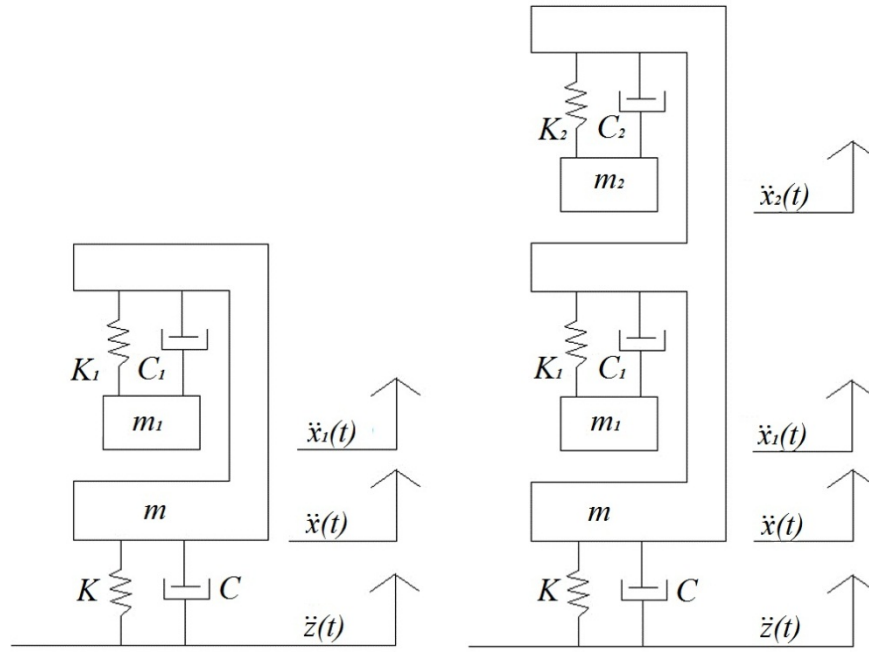 K₁ C₁
m₁
ẍ₁(t)
m
ẍ(t)
K C
z̈(t)
K₂ C₂
m₂
ẍ₂(t)
K₁ C₁
m₁
ẍ₁(t)
m
ẍ(t)
K C
z̈(t)